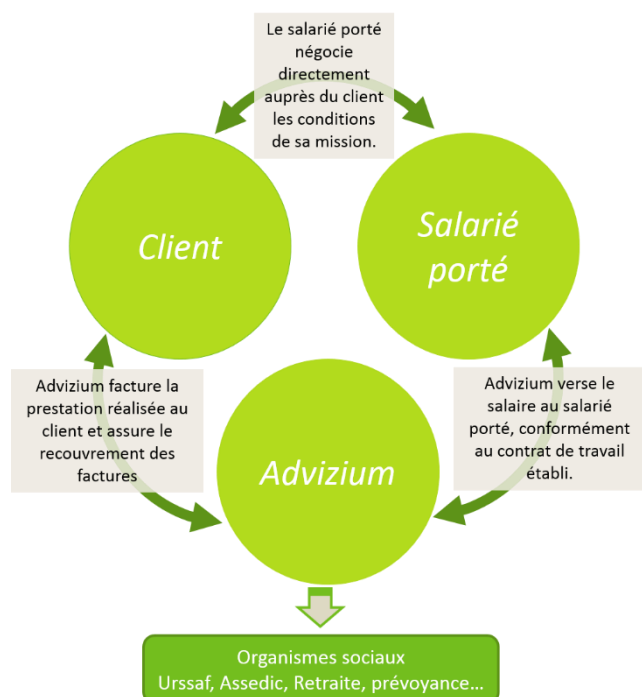 Le salarié porté
négocie
directement
auprès du client
les conditions
de sa mission.
Client
Salarié
porté
Advizium facture la
prestation réalisée au
client et assure le
recouvrement des
factures
Advizium verse le
salaire au salarié
porté, conformément
au contrat de travail
établi.
Advizium
Organismes sociaux
Urssaf, Assedic, Retraite, prévoyance…